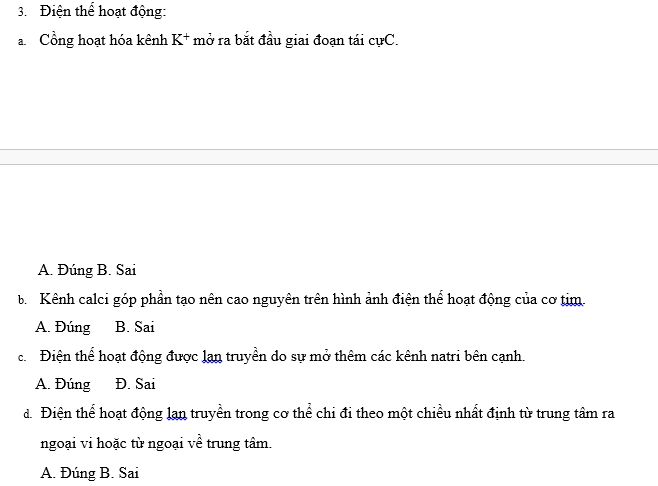 3. Điện thế hoạt động:
a. Cồng hoạt hóa kênh K⁺ mở ra bắt đầu giai đoạn tái cựC.
A. Đúng B. Sai
b. Kênh calci góp phần tạo nên cao nguyên trên hình ảnh điện thế hoạt động của cơ tim.
A. Đúng B. Sai
c. Điện thế hoạt động được lan truyền do sự mở thêm các kênh natri bên cạnh.
A. Đúng Đ. Sai
d. Điện thế hoạt động lan truyền trong cơ thể chi đi theo một chiều nhất định từ trung tâm ra
ngoại vi hoặc từ ngoại về trung tâm.
A. Đúng B. Sai